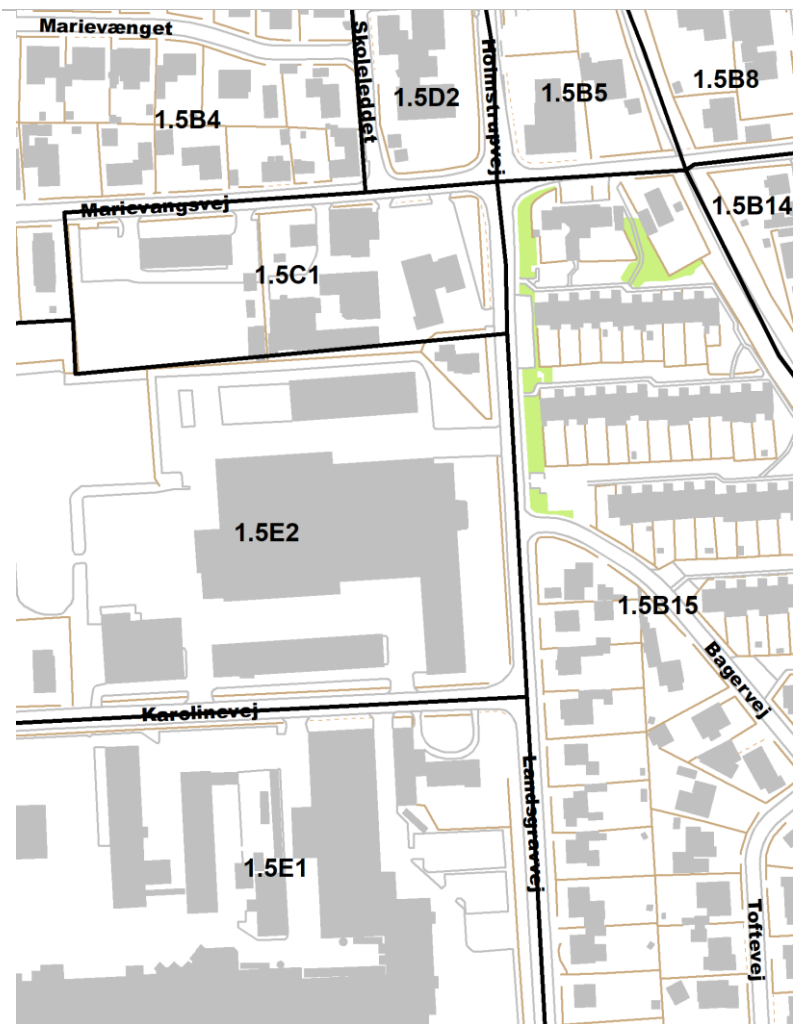 Marievænget
Skoleleddet
Holmstrupvej
1.5B8
1.5D2
1.5B5
1.5B4
Marievangsvej
1.5B14
1.5C1
1.5E2
1.5B15
Bagervej
Karolinevej
Landsgravvej
1.5E1
Toftevej